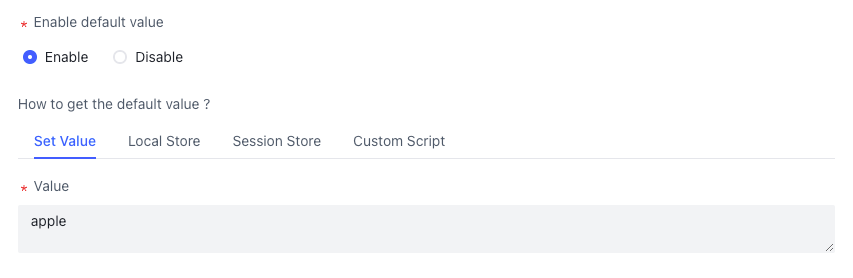 * Enable default value
Enable Disable
How to get the default value ?
Set Value Local Store Session Store Custom Script
* Value
apple